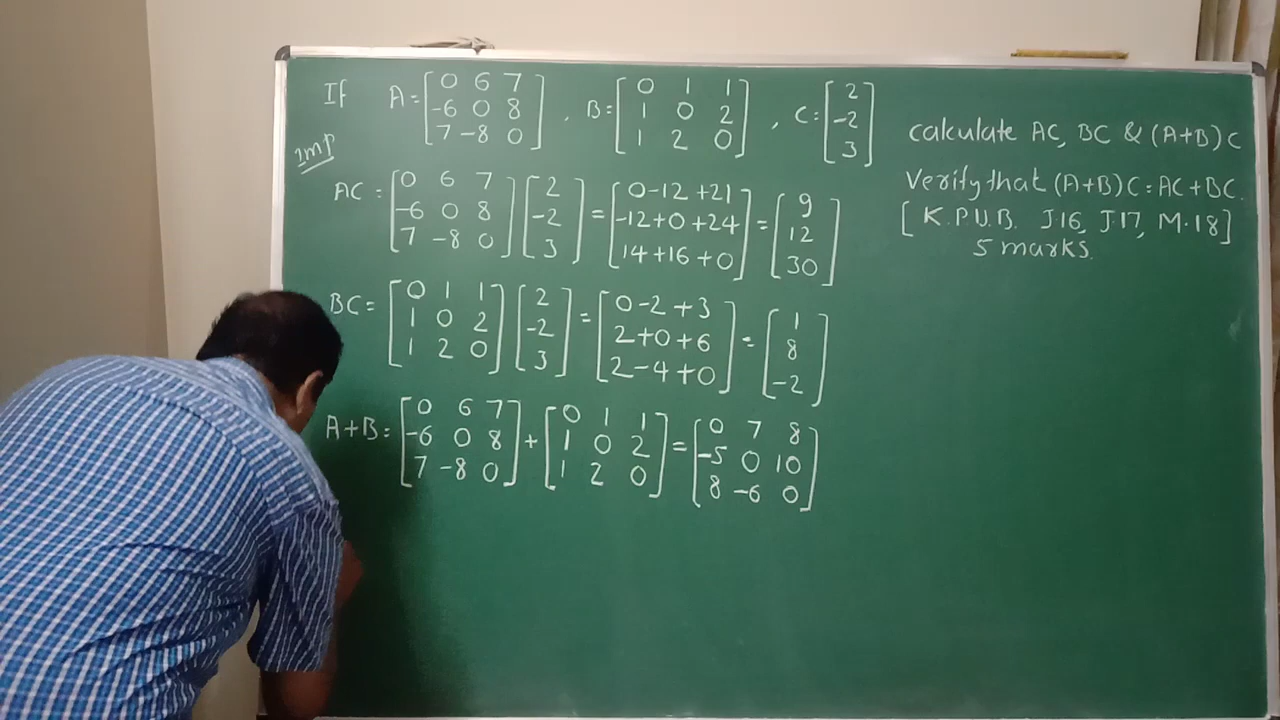 If A = [0 6 7 -6 0 8 7 -8 0], B = [0 1 1 1 0 2 1 2 0], C = [2 -2 3] calculate AC, BC & (A+B)C
Imp
Verify that (A+B)C = AC+BC.
[K.P.U.B. J.16, J.17, M.18]
5 marks.
AC = [0 6 7 -6 0 8 7 -8 0] [2 -2 3] = [0-12+21 -12+0+24 14+16+0] = [9 12 30]
BC = [0 1 1 1 0 2 1 2 0] [2 -2 3] = [0-2+3 2+0+6 2-4+0] = [1 8 -2]
A+B = [0 6 7 -6 0 8 7 -8 0] + [0 1 1 1 0 2 1 2 0] = [0 7 8 -5 0 10 8 -6 0]